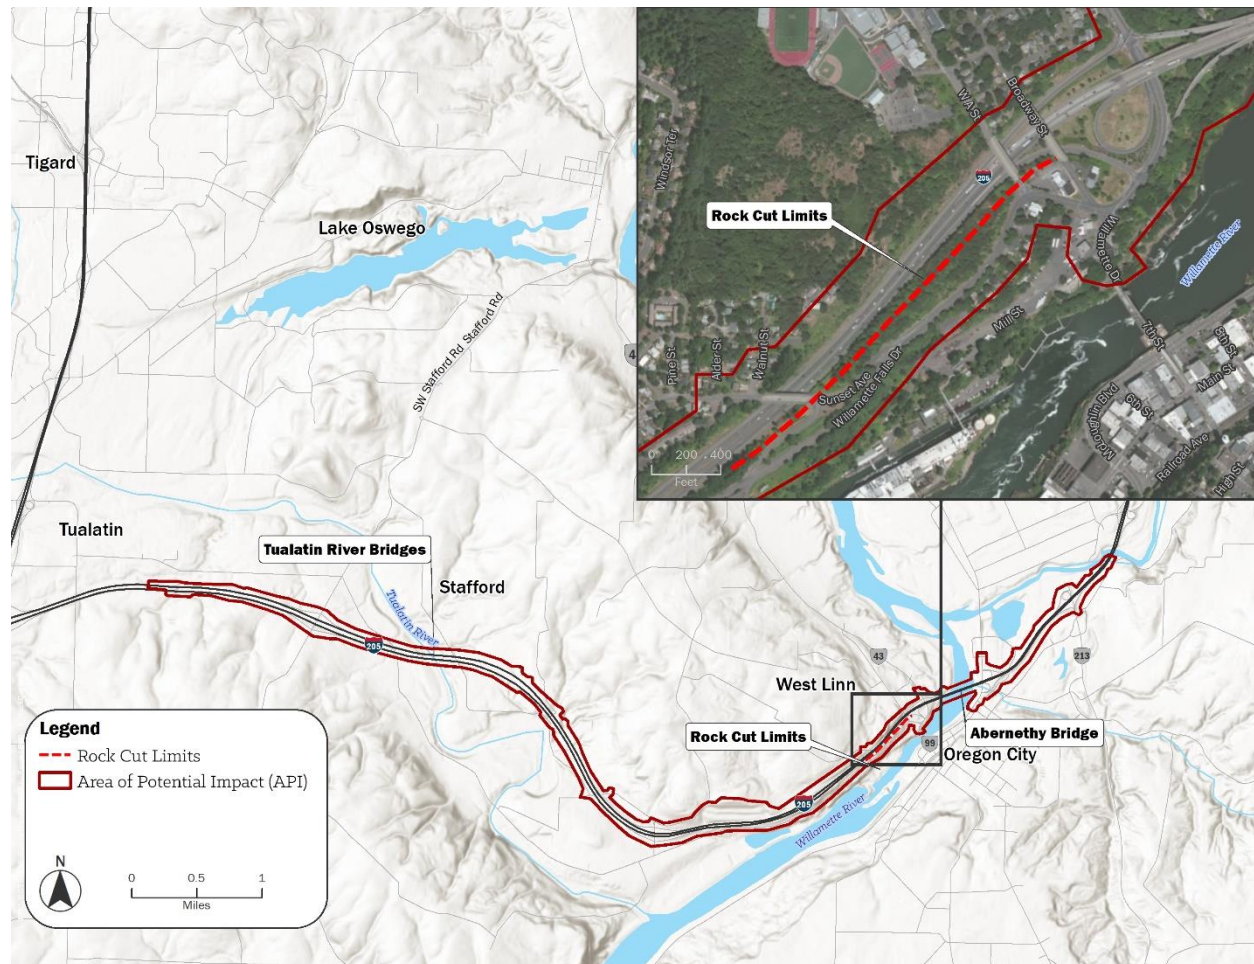 Tigard
Lake Oswego
SW Stafford Rd
Stafford Rd
4
Tualatin
Tualatin River Bridges
Stafford
Tualatin River
205
43
213
West Linn
Rock Cut Limits
99
Abernethy Bridge
Oregon City
205
Willamette River
Windsor Ter
W A St
Broadway St
205
Rock Cut Limits
Willamette Dr
Willamette River
Pine St
Alder St
Walnut St
Sunset Ave
Willamette Falls Dr
Mill St
7th St
8th St
Main St
6th St
Mcloughlin Blvd
Railroad Ave
High St
0 200 400
Feet
Legend
Rock Cut Limits
Area of Potential Impact (API)
N
0 0.5 1
Miles